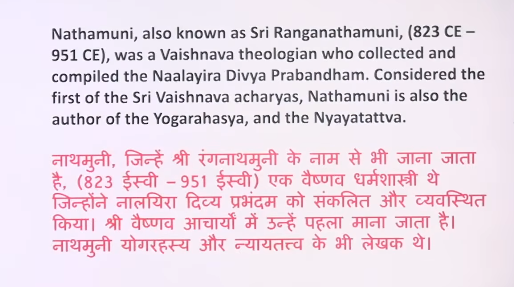 Nathamuni, also known as Sri Ranganathamuni, (823 CE –
951 CE), was a Vaishnava theologian who collected and
compiled the Naalayira Divya Prabandham. Considered the
first of the Sri Vaishnava acharyas, Nathamuni is also the
author of the Yogarahasya, and the Nyayatattva.
नाथमुनी, जिन्हें श्री रंगनाथमुनी के नाम से भी जाना जाता
है, (823 ईस्वी – 951 ईस्वी) एक वैष्णव धर्मशास्त्री थे
जिन्होंने नालयिरा दिव्य प्रभंदम को संकलित और व्यवस्थित
किया। श्री वैष्णव आचार्यों में उन्हें पहला माना जाता है।
नाथमुनी योगरहस्य और न्यायतत्त्व के भी लेखक थे।